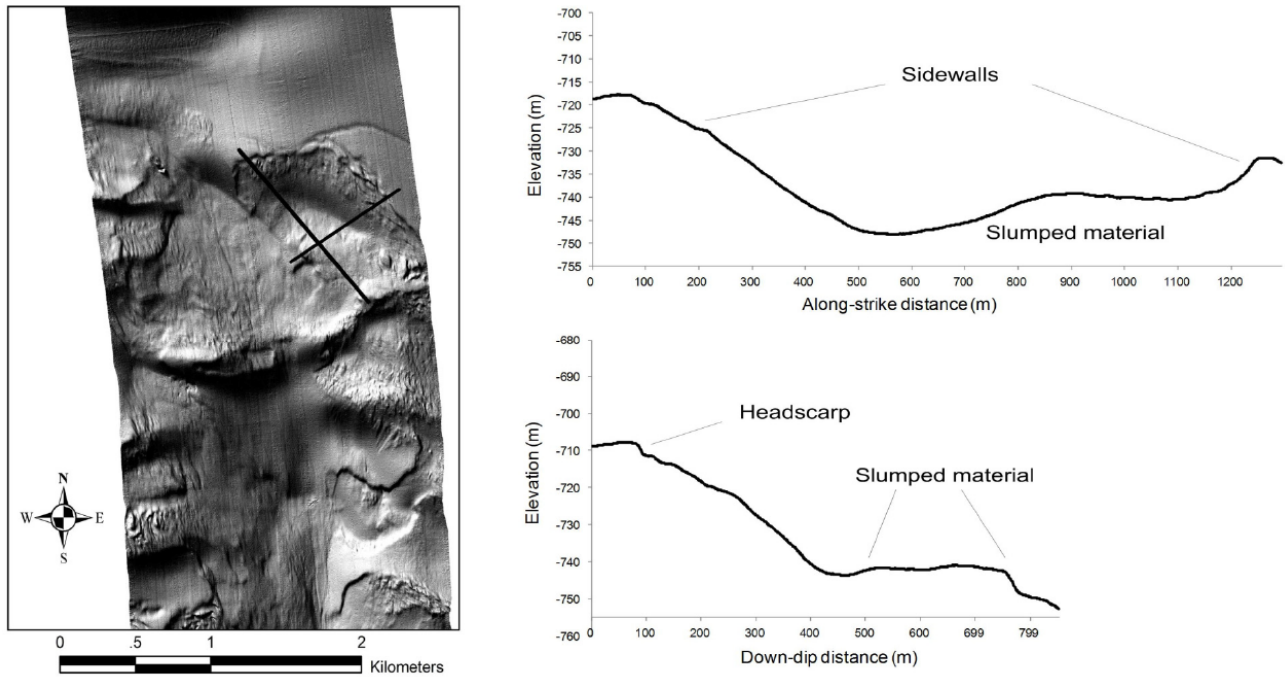 N
W E
S
0 .5 1 2
Kilometers
-700
-705
-710
-715
-720
-725
-730
-735
-740
-745
-750
-755
Elevation (m)
Sidewalls
Slumped material
0 100 200 300 400 500 600 700 800 900 1000 1100 1200
Along-strike distance (m)
-680
-690
-700
-710
-720
-730
-740
-750
-760
Elevation (m)
Headscarp
Slumped material
0 100 200 300 400 500 600 699 799
Down-dip distance (m)